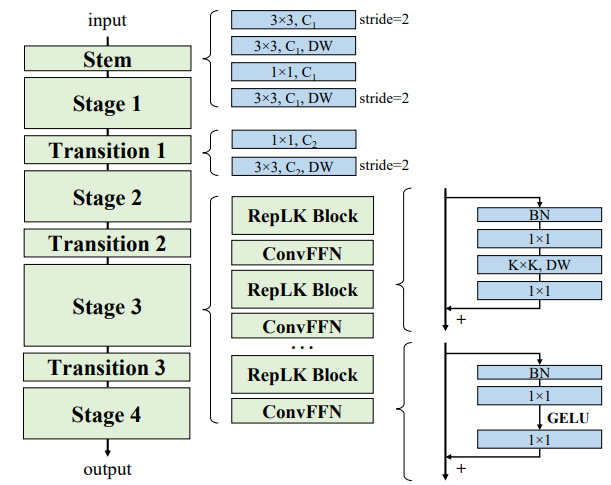 input
Stem
Stage 1
Transition 1
Stage 2
Transition 2
Stage 3
Transition 3
Stage 4
output
3×3, C₁ stride=2
3×3, C₁, DW
1×1, C₁
3×3, C₁, DW stride=2
1×1, C₂
3×3, C₂, DW stride=2
RepLK Block
ConvFFN
RepLK Block
ConvFFN
...
RepLK Block
ConvFFN
BN
1×1
K×K, DW
1×1
+
BN
1×1
GELU
1×1
+